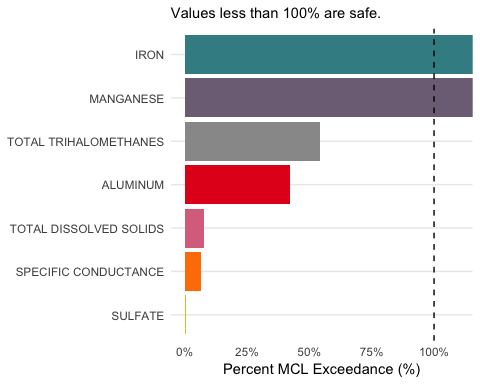 Values less than 100% are safe.
IRON
MANGANESE
TOTAL TRIHALOMETHANES
ALUMINUM
TOTAL DISSOLVED SOLIDS
SPECIFIC CONDUCTANCE
SULFATE
0% 25% 50% 75% 100%
Percent MCL Exceedance (%)